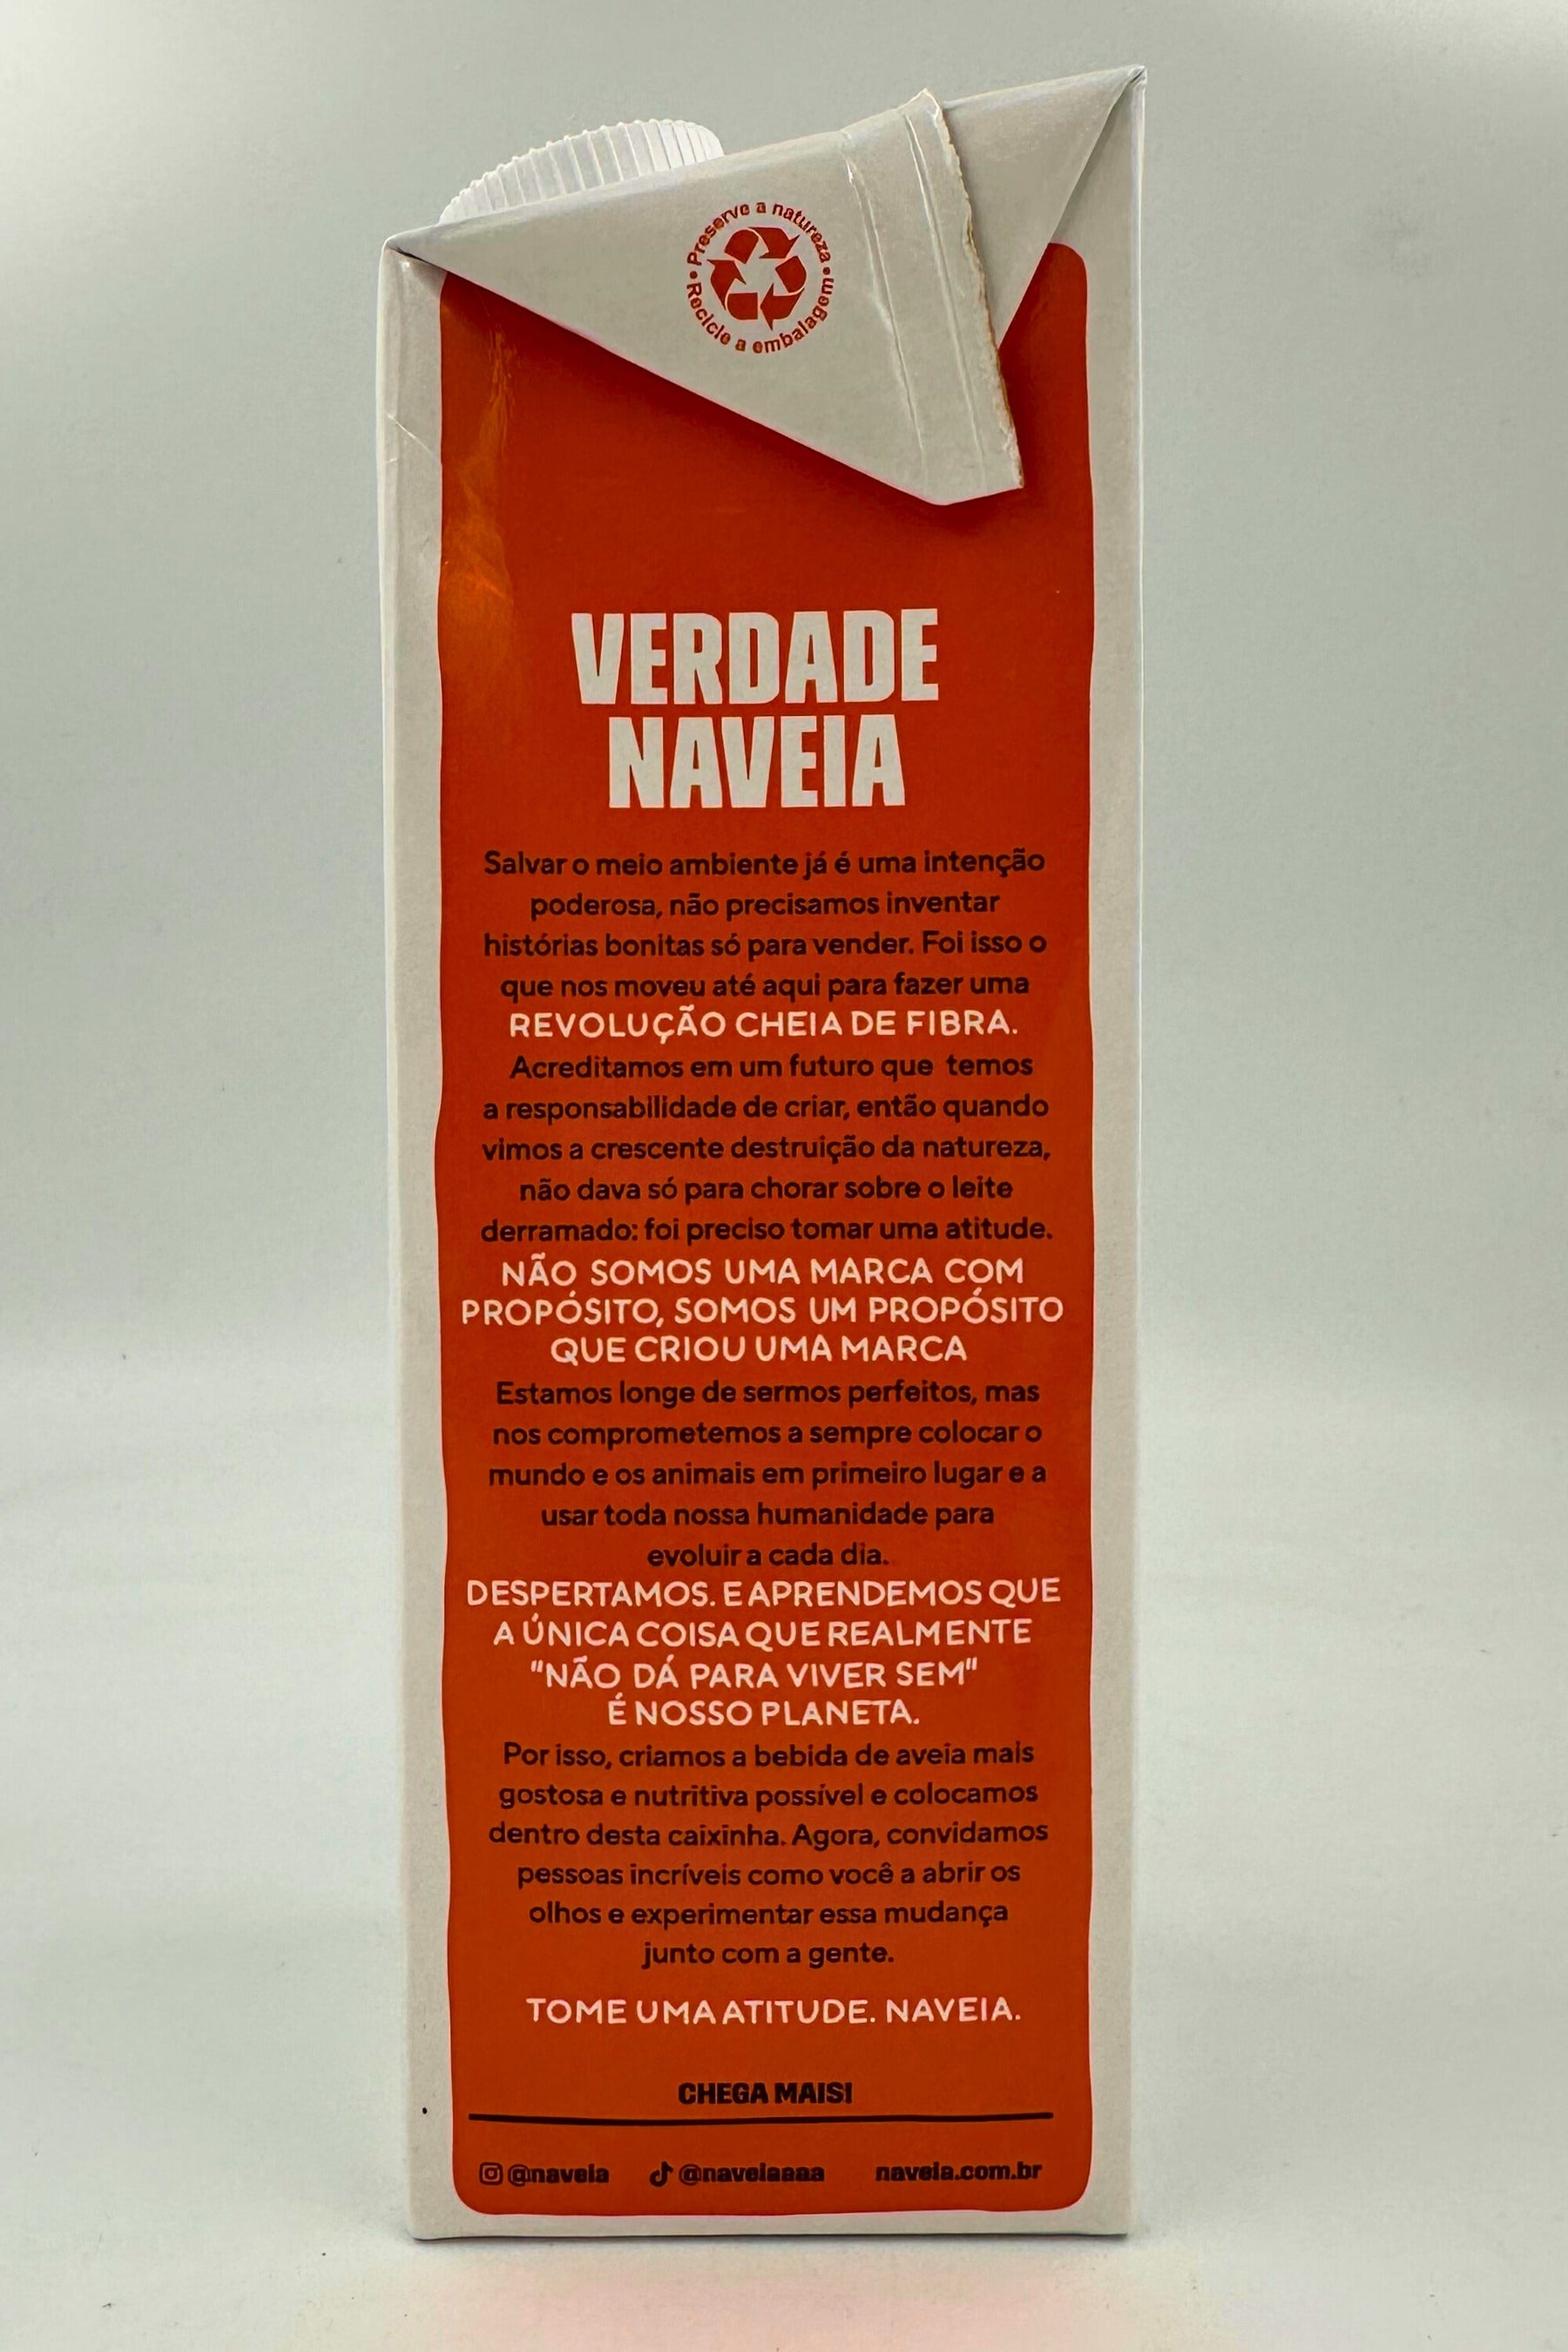 Preserve a natureza •
Recicle a embalagem •
VERDADE
NAVEIA
Salvar o meio ambiente já é uma intenção
poderosa, não precisamos inventar
histórias bonitas só para vender. Foi isso o
que nos moveu até aqui para fazer uma
REVOLUÇÃO CHEIA DE FIBRA.
Acreditamos em um futuro que temos
a responsabilidade de criar, então quando
vimos a crescente destruição da natureza,
não dava só para chorar sobre o leite
derramado: foi preciso tomar uma atitude.
NÃO SOMOS UMA MARCA COM
PROPÓSITO, SOMOS UM PROPÓSITO
QUE CRIOU UMA MARCA
Estamos longe de sermos perfeitos, mas
nos comprometemos a sempre colocar o
mundo e os animais em primeiro lugar e a
usar toda nossa humanidade para
evoluir a cada dia.
DESPERTAMOS. E APRENDEMOS QUE
A ÚNICA COISA QUE REALMENTE
"NÃO DÁ PARA VIVER SEM"
É NOSSO PLANETA.
Por isso, criamos a bebida de aveia mais
gostosa e nutritiva possível e colocamos
dentro desta caixinha. Agora, convidamos
pessoas incríveis como você a abrir os
olhos e experimentar essa mudança
junto com a gente.
TOME UMA ATITUDE. NAVEIA.
CHEGA MAIS!
@naveia @naveiaaaa naveia.com.br